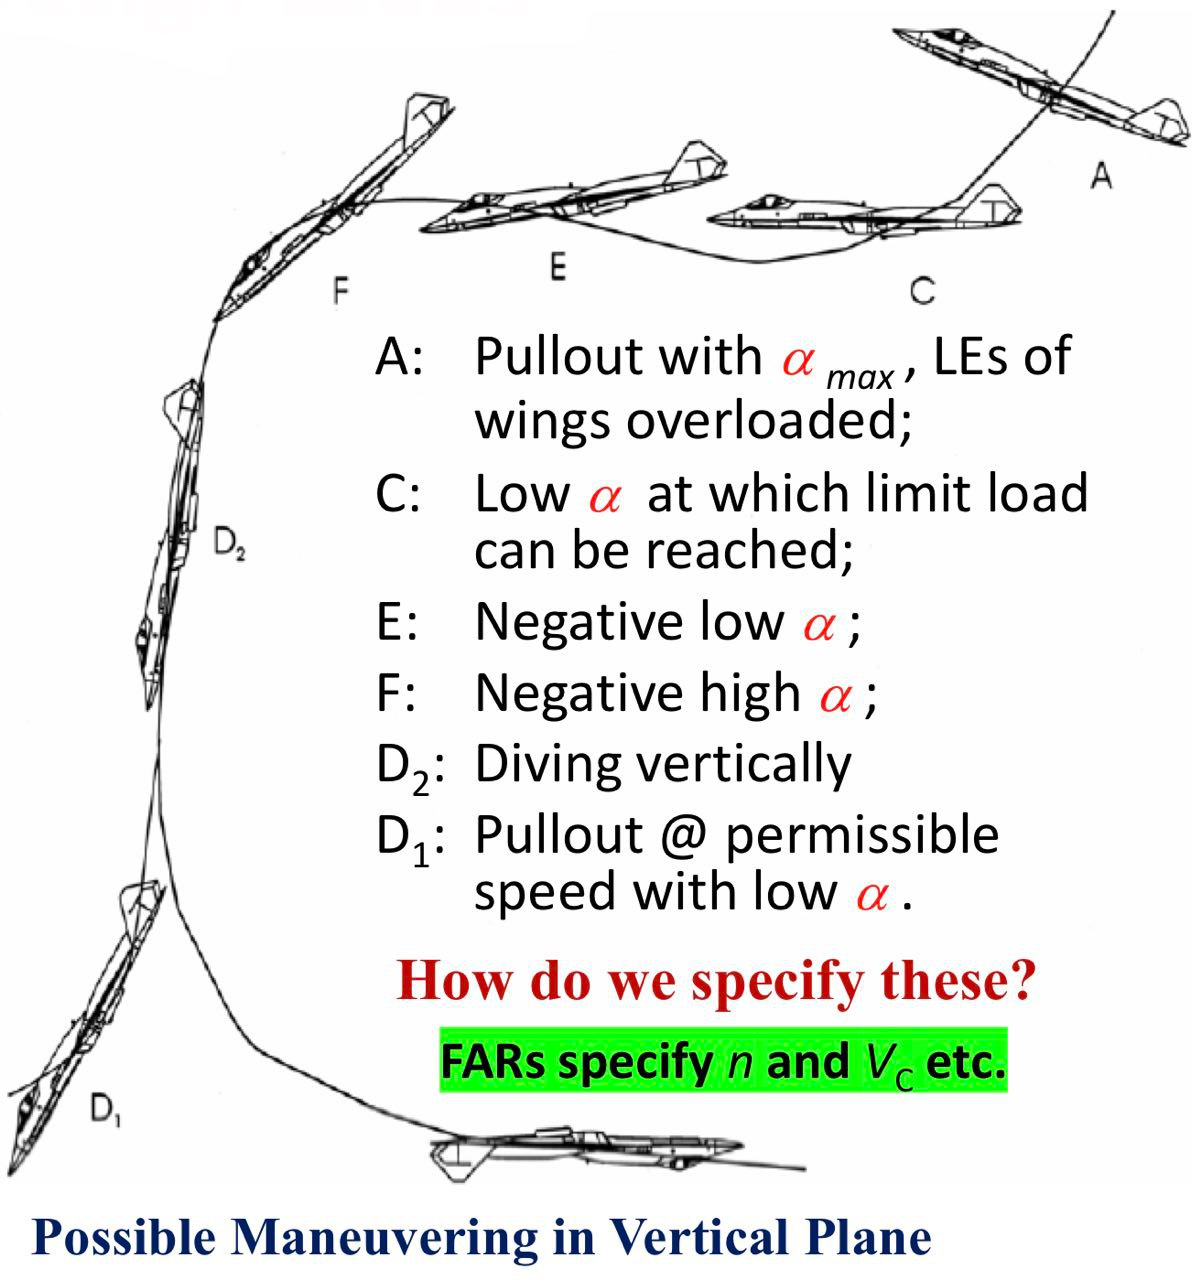 A
F
E
C
A: Pullout with α max, LEs of
wings overloaded;
C: Low α at which limit load
can be reached;
D₂
E: Negative low α;
F: Negative high α;
D₂: Diving vertically
D₁: Pullout @ permissible
speed with low α.
How do we specify these?
FARs specify n and V_C etc.
D₁
Possible Maneuvering in Vertical Plane